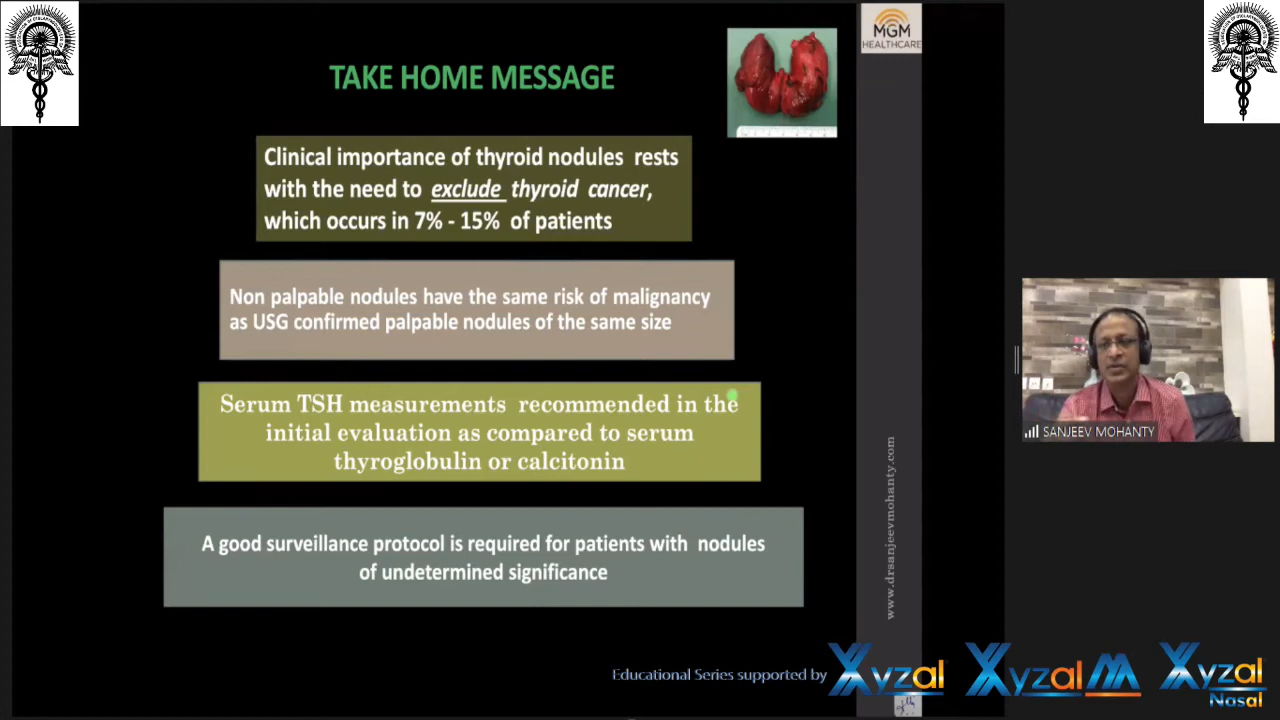 MGM
HEALTHCARE
TAKE HOME MESSAGE
Clinical importance of thyroid nodules rests
with the need to exclude thyroid cancer,
which occurs in 7% - 15% of patients
Non palpable nodules have the same risk of malignancy
as USG confirmed palpable nodules of the same size
Serum TSH measurements recommended in the
initial evaluation as compared to serum
thyroglobulin or calcitonin
A good surveillance protocol is required for patients with nodules
of undetermined significance
www.drsanjeevmohanty.com
SANJEEV MOHANTY
Educational Series supported by
Xyzal
Xyzal M
Xyzal
Nasal